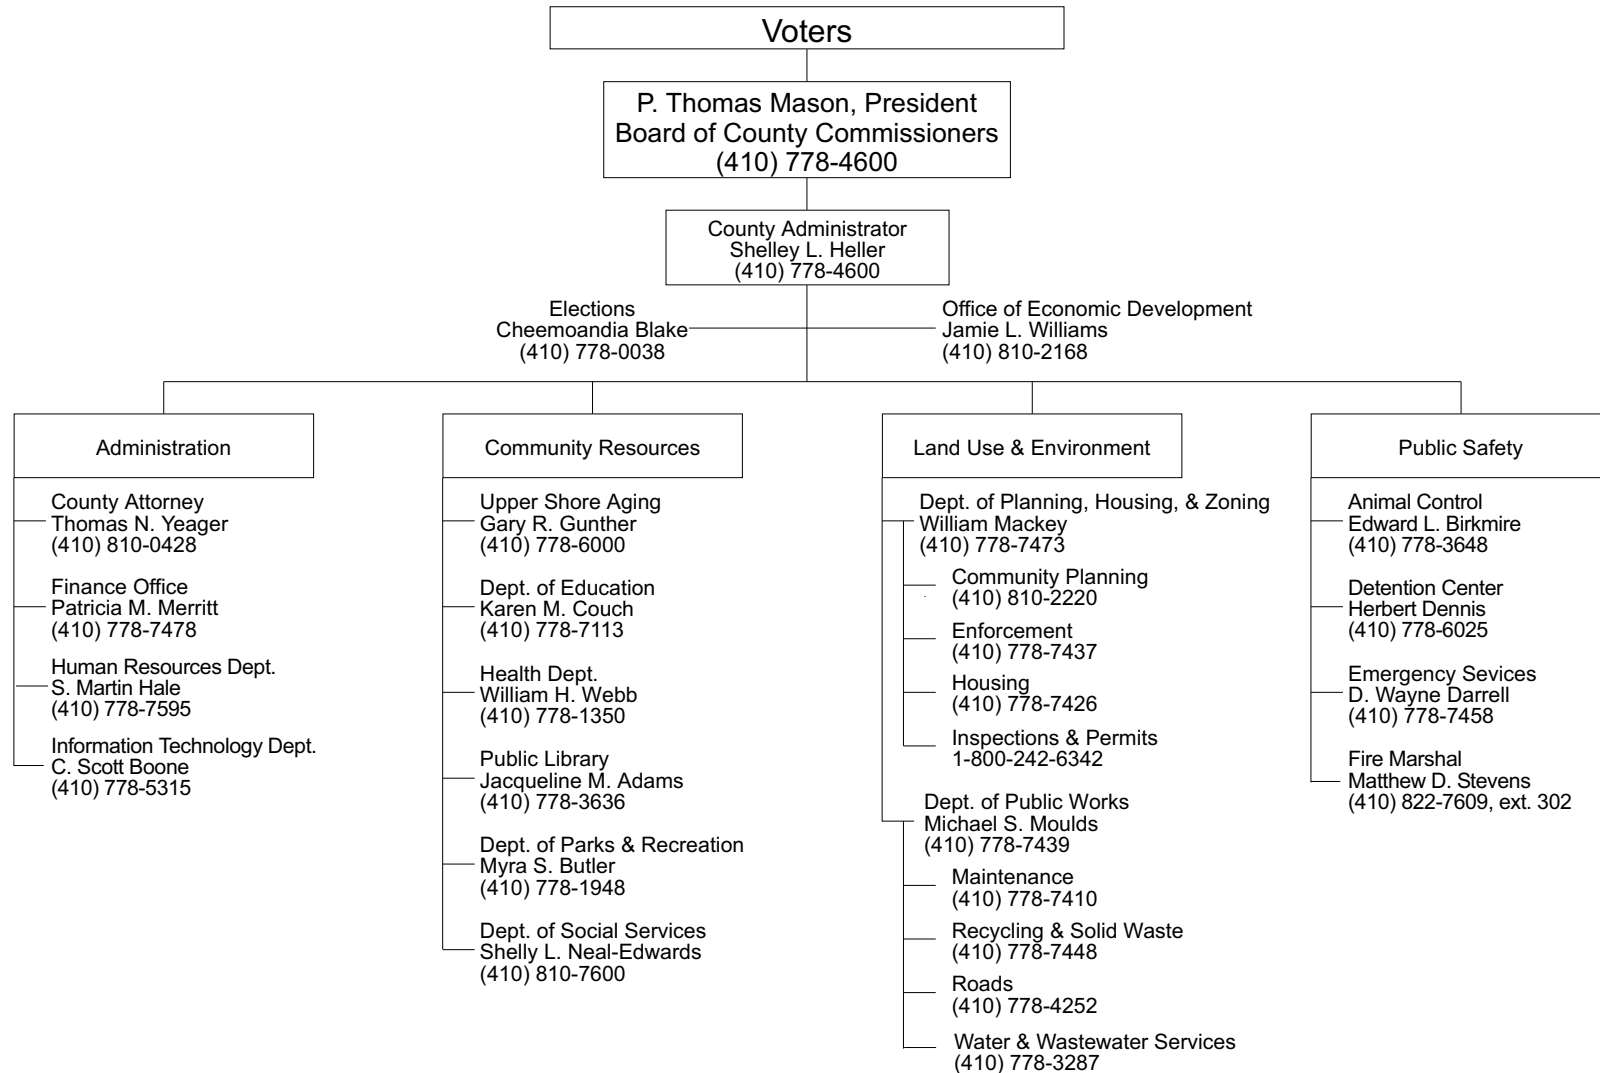 Voters
P. Thomas Mason, President
Board of County Commissioners
(410) 778-4600
County Administrator
Shelley L. Heller
(410) 778-4600
Elections
Cheemoandia Blake
(410) 778-0038
Office of Economic Development
Jamie L. Williams
(410) 810-2168
Administration
County Attorney
Thomas N. Yeager
(410) 810-0428
Finance Office
Patricia M. Merritt
(410) 778-7478
Human Resources Dept.
S. Martin Hale
(410) 778-7595
Information Technology Dept.
C. Scott Boone
(410) 778-5315
Community Resources
Upper Shore Aging
Gary R. Gunther
(410) 778-6000
Dept. of Education
Karen M. Couch
(410) 778-7113
Health Dept.
William H. Webb
(410) 778-1350
Public Library
Jacqueline M. Adams
(410) 778-3636
Dept. of Parks & Recreation
Myra S. Butler
(410) 778-1948
Dept. of Social Services
Shelly L. Neal-Edwards
(410) 810-7600
Land Use & Environment
Dept. of Planning, Housing, & Zoning
William Mackey
(410) 778-7473
Community Planning
(410) 810-2220
Enforcement
(410) 778-7437
Housing
(410) 778-7426
Inspections & Permits
1-800-242-6342
Dept. of Public Works
Michael S. Moulds
(410) 778-7439
Maintenance
(410) 778-7410
Recycling & Solid Waste
(410) 778-7448
Roads
(410) 778-4252
Water & Wastewater Services
(410) 778-3287
Public Safety
Animal Control
Edward L. Birkmire
(410) 778-3648
Detention Center
Herbert Dennis
(410) 778-6025
Emergency Sevices
D. Wayne Darrell
(410) 778-7458
Fire Marshal
Matthew D. Stevens
(410) 822-7609, ext. 302